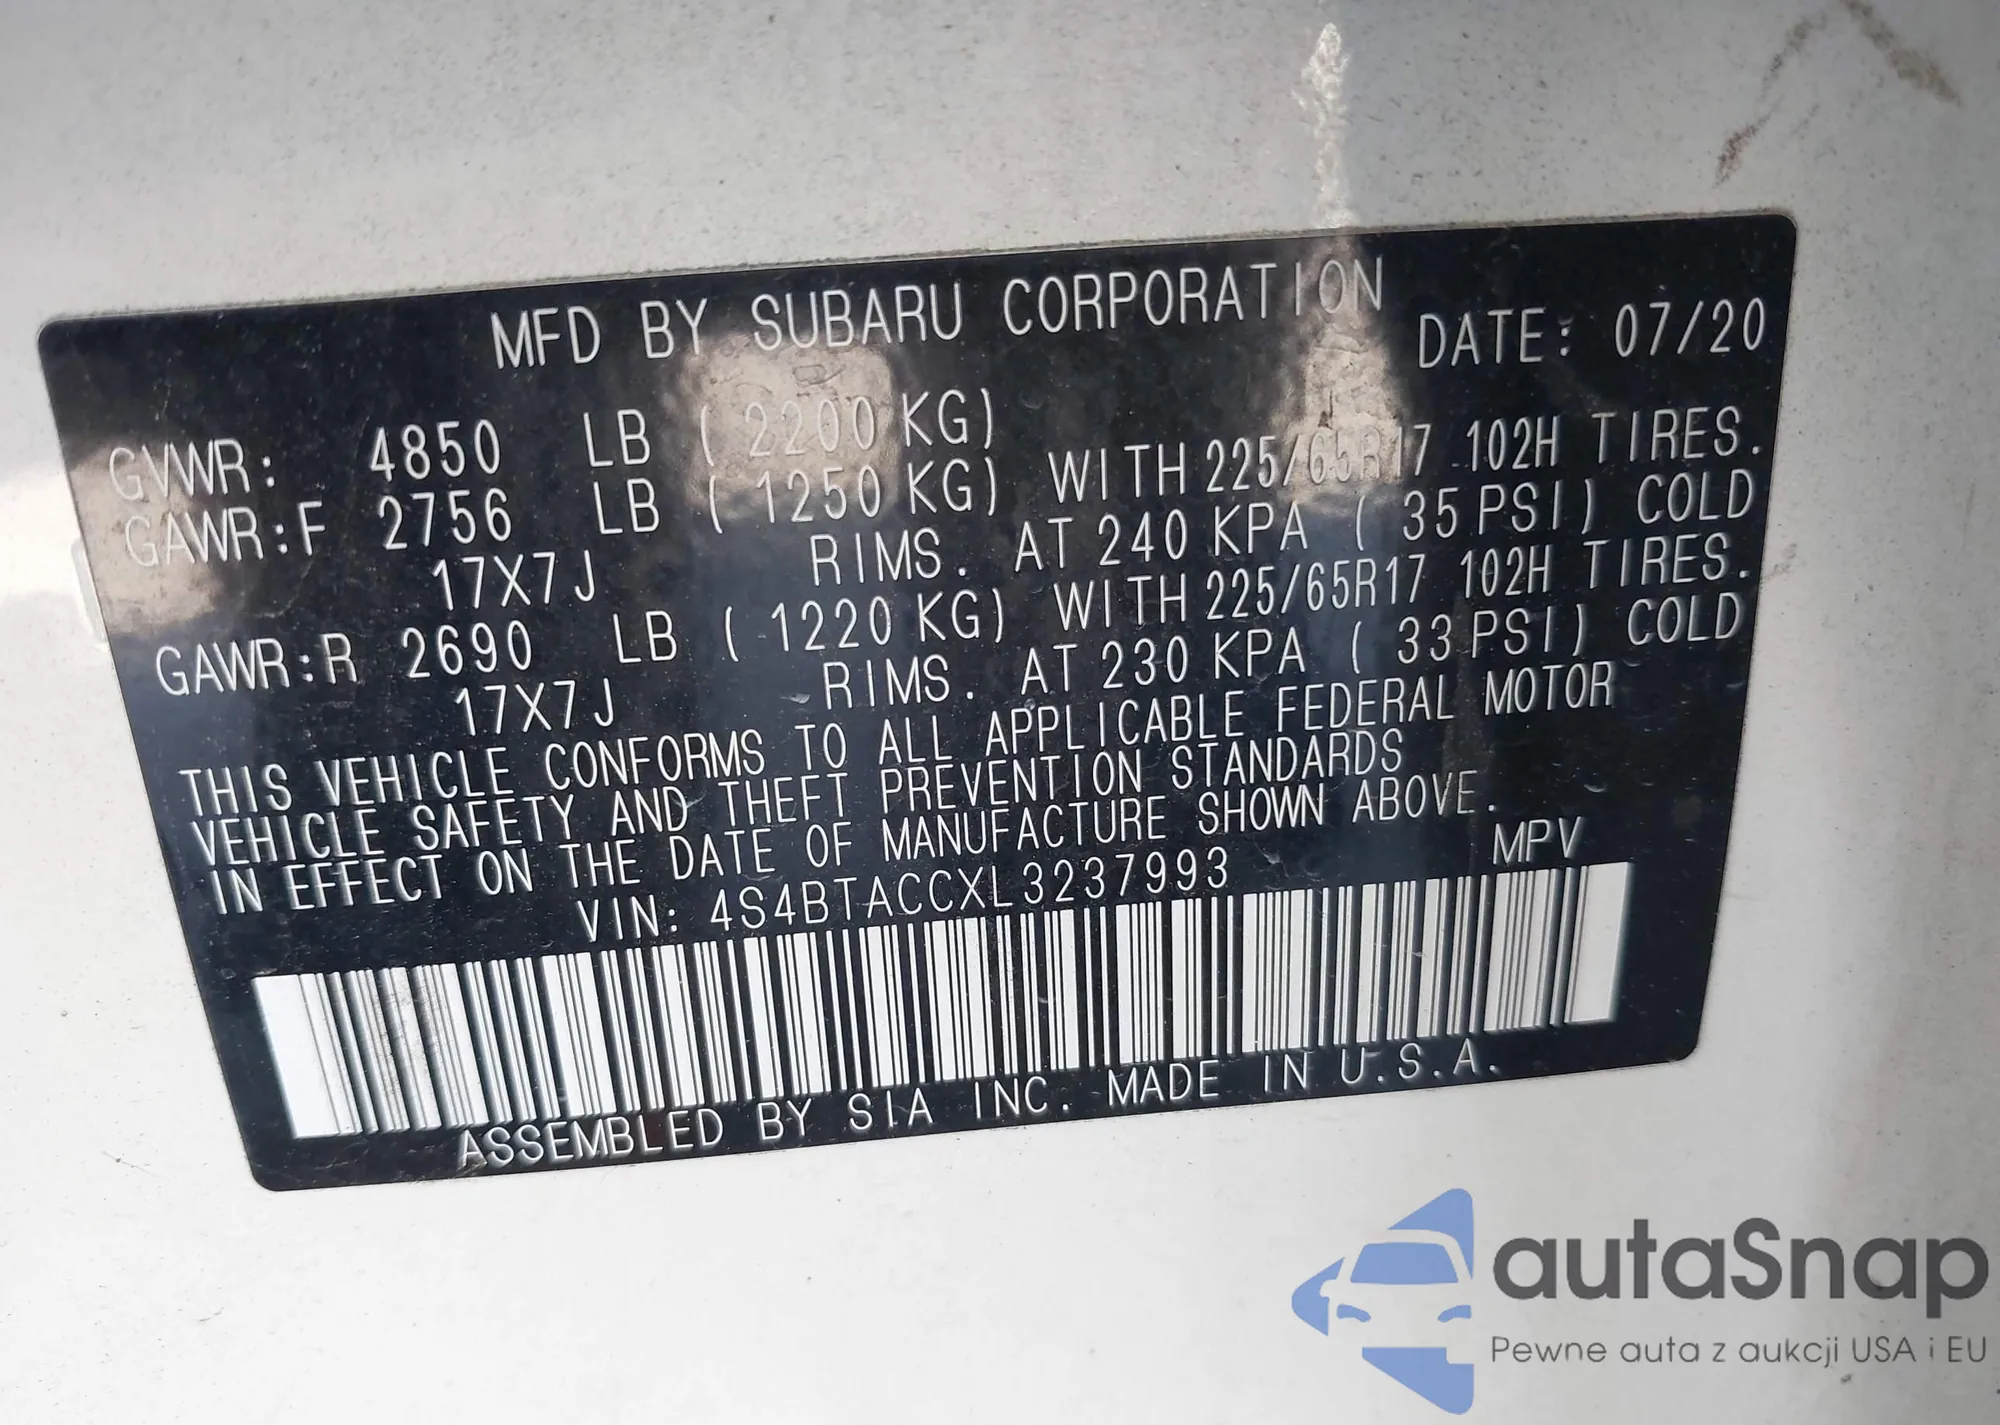 MFD BY SUBARU CORPORATION DATE: 07/20
GVWR: 4850 LB ( 2200 KG)
GAWR:F 2756 LB ( 1250 KG) WITH 225/65R17 102H TIRES.
17X7J RIMS. AT 240 KPA ( 35 PSI) COLD
GAWR:R 2690 LB ( 1220 KG) WITH 225/65R17 102H TIRES.
17X7J RIMS. AT 230 KPA ( 33 PSI) COLD
THIS VEHICLE CONFORMS TO ALL APPLICABLE FEDERAL MOTOR
VEHICLE SAFETY AND THEFT PREVENTION STANDARDS
IN EFFECT ON THE DATE OF MANUFACTURE SHOWN ABOVE.
VIN: 4S4BTACCXL3237993 MPV
ASSEMBLED BY SIA INC. MADE IN U.S.A.
autaSnap
Pewne auta z aukcji USA i EU